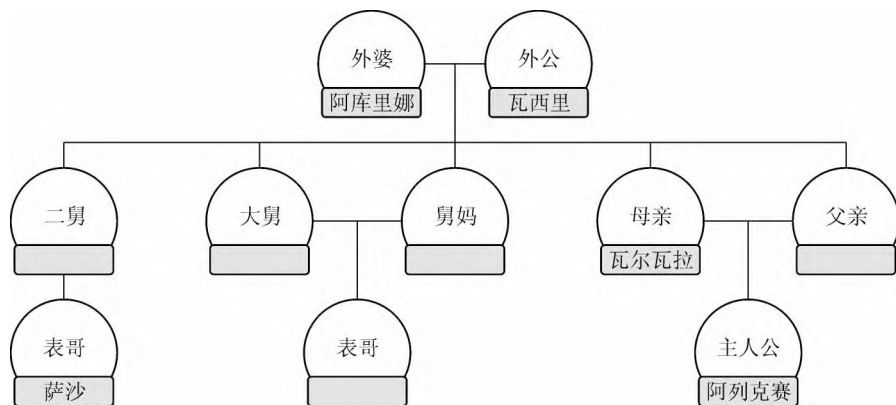 外婆 外公
阿库里娜 瓦西里
二舅 大舅 舅妈 母亲 父亲
瓦尔瓦拉
表哥 表哥 主人公
萨沙 阿列克赛